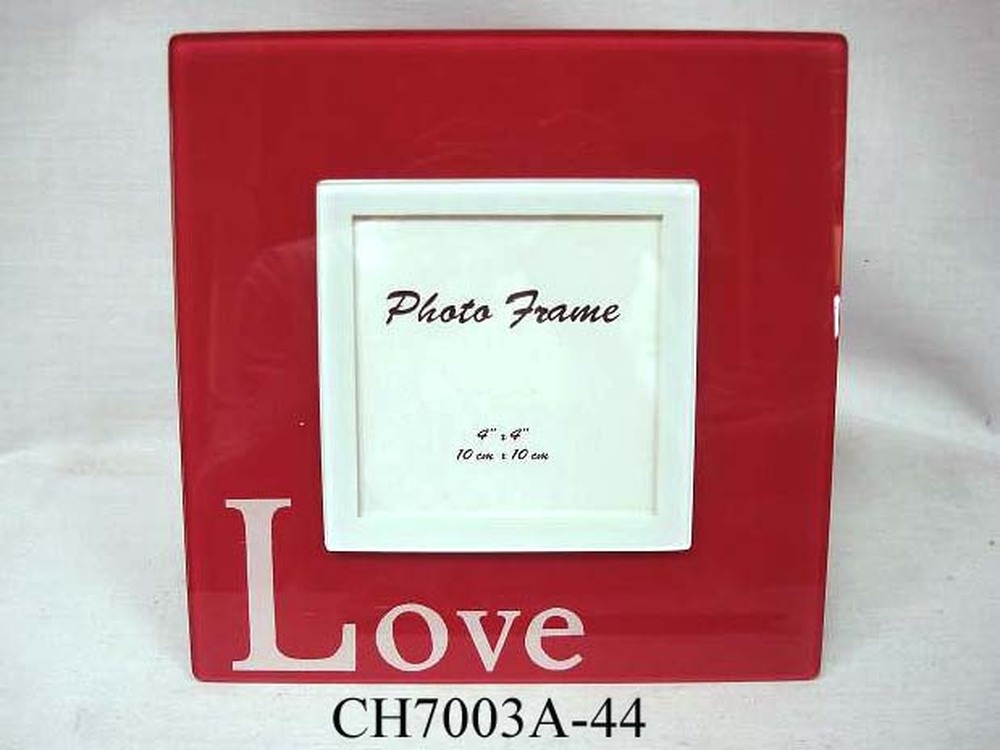 Photo Frame
4" x 4"
10 cm x 10 cm
Love
CH7003A-44